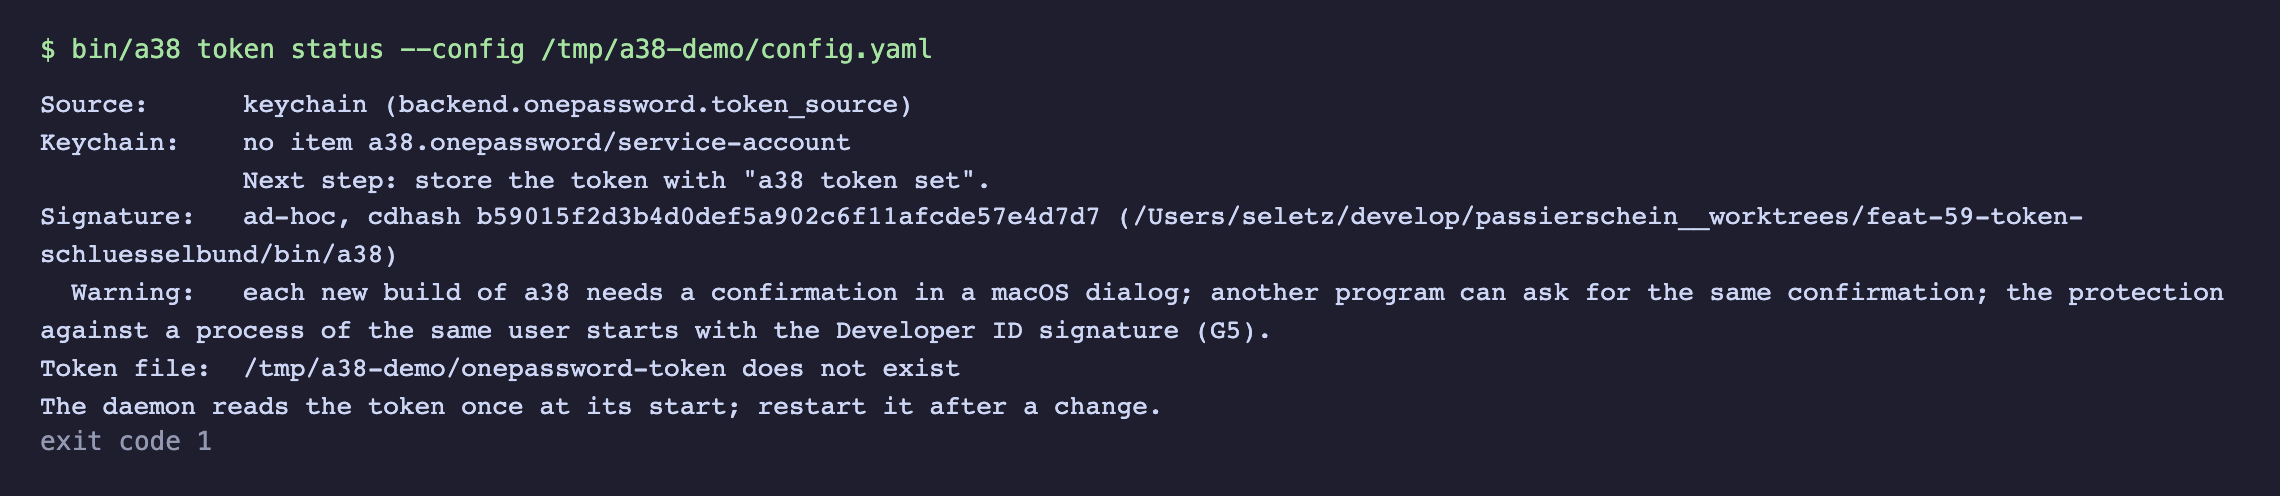 $ bin/a38 token status --config /tmp/a38-demo/config.yaml
Source:      keychain (backend.onepassword.token_source)
Keychain:    no item a38.onepassword/service-account
             Next step: store the token with "a38 token set".
Signature:   ad-hoc, cdhash b59015f2d3b4d0def5a902c6f11afcde57e4d7d7 (/Users/seletz/develop/passierschein__worktrees/feat-59-token-
schluesselbund/bin/a38)
  Warning:   each new build of a38 needs a confirmation in a macOS dialog; another program can ask for the same confirmation; the protection
against a process of the same user starts with the Developer ID signature (G5).
Token file:  /tmp/a38-demo/onepassword-token does not exist
The daemon reads the token once at its start; restart it after a change.
exit code 1